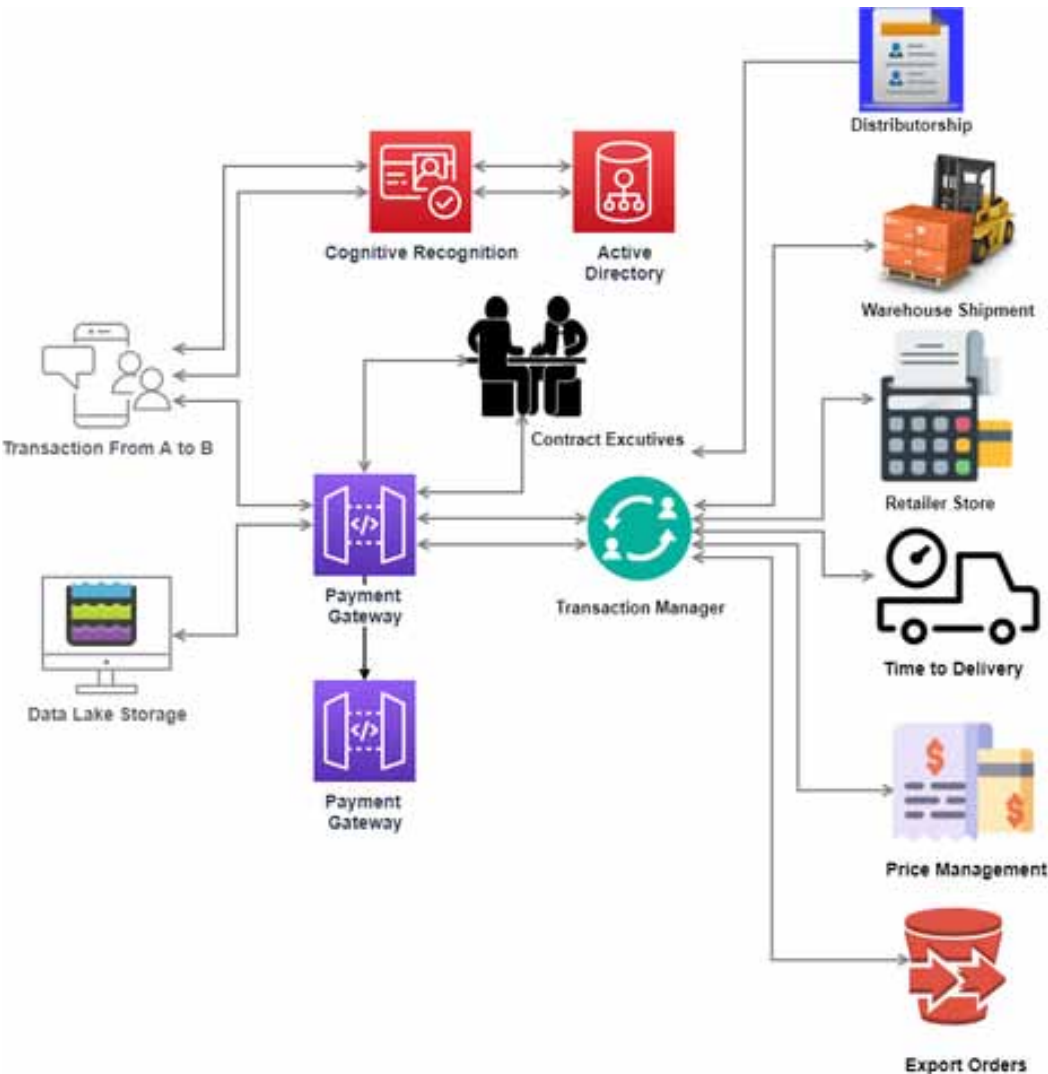 Distributorship
Cognitive Recognition
Active
Directory
Warehouse Shipment
Transaction From A to B
Contract Excutives
Retailer Store
</>
Payment
Gateway
Transaction Manager
Time to Delivery
Data Lake Storage
</>
Payment
Gateway
$
$
Price Management
Export Orders